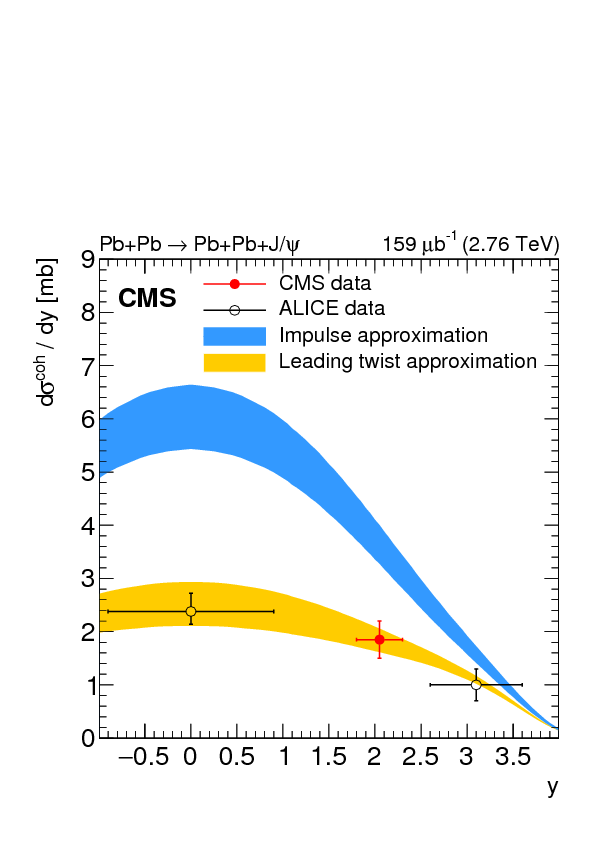 Pb+Pb → Pb+Pb+J/ψ 159 μb⁻¹ (2.76 TeV)
dσ^coh / dy [mb]
CMS
CMS data
ALICE data
Impulse approximation
Leading twist approximation
9
8
7
6
5
4
3
2
1
0
−0.5 0 0.5 1 1.5 2 2.5 3 3.5
y